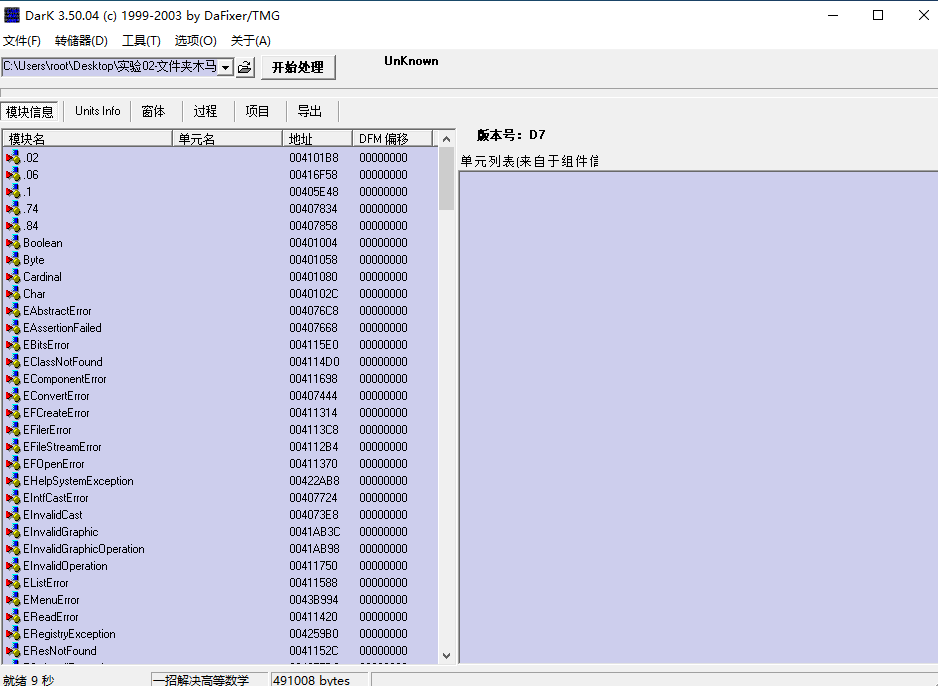 DarK 3.50.04 (c) 1999-2003 by DaFixer/TMG
文件(F) 转储器(D) 工具(T) 选项(O) 关于(A)
C:\Users\root\Desktop\实验02-文件夹木马 开始处理 UnKnown
模块信息 Units Info 窗体 过程 项目 导出
版本号：D7
单元列表(来自于组件信
模块名 单元名 地址 DFM 偏移
.02 004101B8 00000000
.06 00416F58 00000000
.1 00405E48 00000000
.74 00407834 00000000
.84 00407858 00000000
Boolean 00401004 00000000
Byte 00401058 00000000
Cardinal 00401080 00000000
Char 0040102C 00000000
EAbstractError 004076C8 00000000
EAssertionFailed 00407668 00000000
EBitsError 004115E0 00000000
EClassNotFound 004114D0 00000000
EComponentError 00411698 00000000
EConvertError 00407444 00000000
EFCreateError 00411314 00000000
EFilerError 004113C8 00000000
EFileStreamError 004112B4 00000000
EFOpenError 00411370 00000000
EHelpSystemException 00422AB8 00000000
EIntfCastError 00407724 00000000
EInvalidCast 004073E8 00000000
EInvalidGraphic 0041AB3C 00000000
EInvalidGraphicOperation 0041AB98 00000000
EInvalidOperation 00411750 00000000
EListError 00411588 00000000
EMenuError 0043B994 00000000
EReadError 00411420 00000000
ERegistryException 004259B0 00000000
EResNotFound 0041152C 00000000
就绪 9 秒 一招解决高等数学 491008 bytes